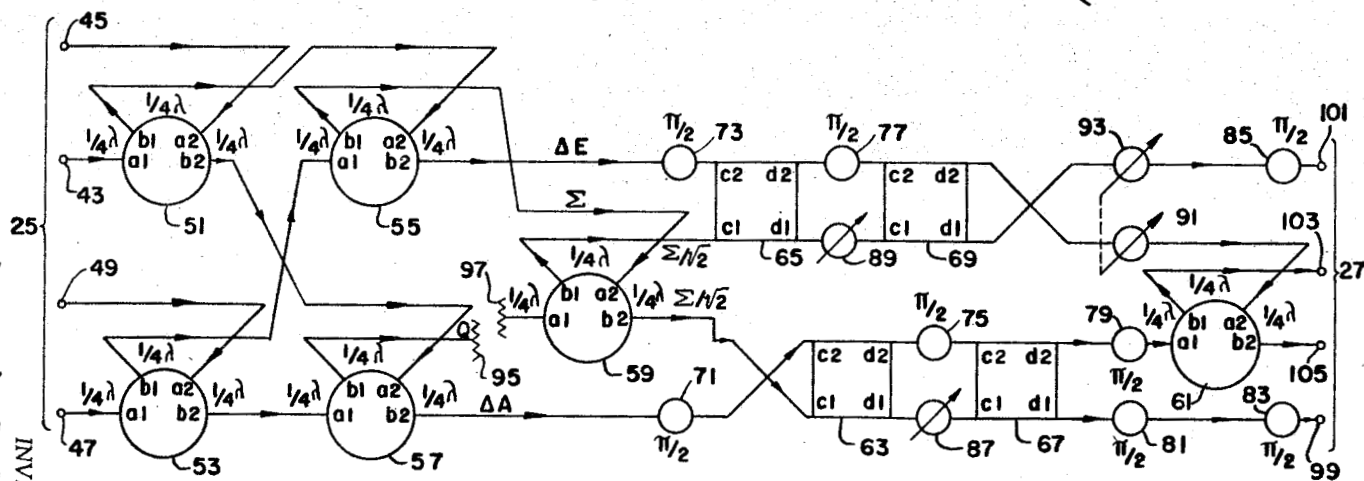 45
101
1/4λ
1/4λ
π/2
73
π/2
77
93
85
π/2
1/4λ
b1
a2
1/4λ
1/4λ
b1
a2
1/4λ
a1
b2
a1
b2
ΔE
c2
d2
c2
d2
43
Σ
91
103
25
51
55
c1
d1
c1
d1
27
49
Σ/√2
65
89
69
1/4λ
97
1/4λ
b1
a2
1/4λ
Σ/√2
1/4λ
1/4λ
b1
a2
1/4λ
a1
b2
75
79
a1
b2
1/4λ
1/4λ
95
59
c2
d2
c2
d2
105
1/4λ
b1
a2
1/4λ
b1
a2
1/4λ
71
π/2
61
a1
b2
a1
b2
ΔA
c1
d1
c1
d1
83
47
π/2
63
π/2
87
67
π/2
81
π/2
99
53
57
INV